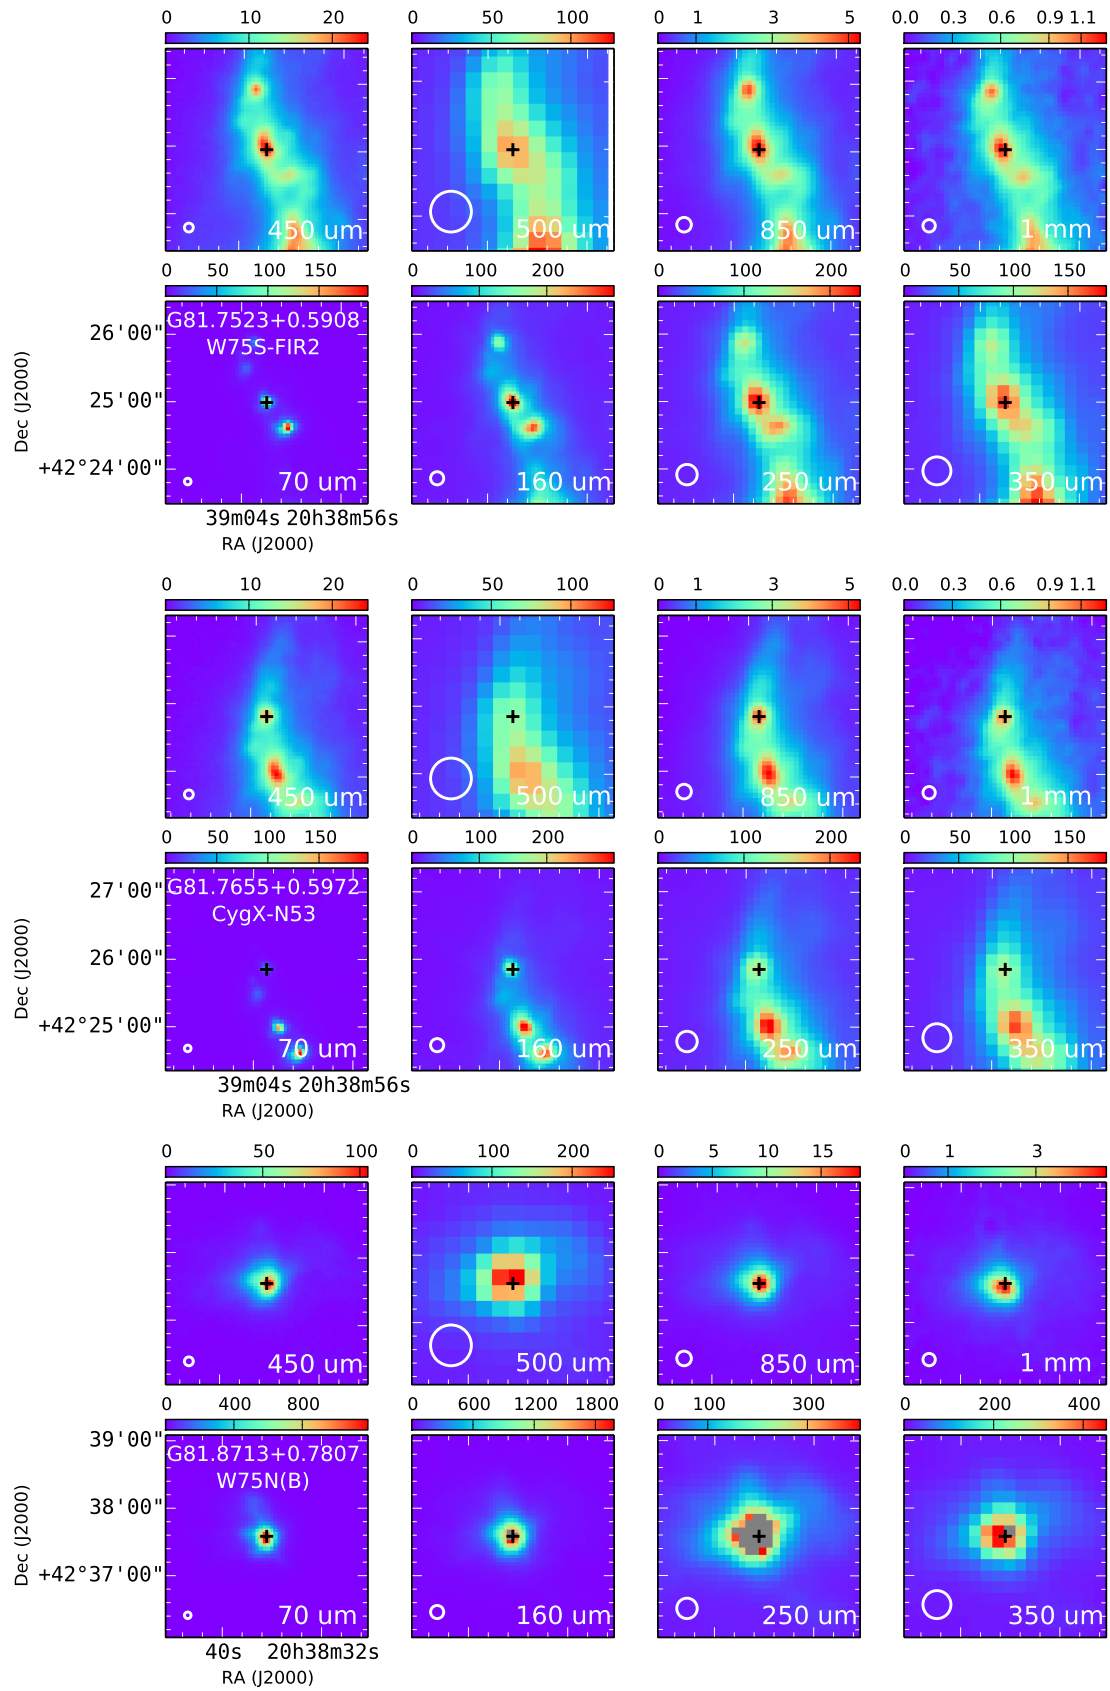 0 10 20
0 50 100
0 1 3 5
0.0 0.3 0.6 0.9 1.1
450 um
500 um
850 um
1 mm
0 50 100 150
0 100 200
0 100 200
0 50 100 150
G81.7523+0.5908
W75S-FIR2
26'00"
25'00"
+42°24'00"
Dec (J2000)
70 um
160 um
250 um
350 um
39m04s 20h38m56s
RA (J2000)
0 10 20
0 50 100
0 1 3 5
0.0 0.3 0.6 0.9 1.1
450 um
500 um
850 um
1 mm
0 50 100 150
0 100 200
0 100 200
0 50 100 150
G81.7655+0.5972
CygX-N53
27'00"
26'00"
+42°25'00"
Dec (J2000)
70 um
160 um
250 um
350 um
39m04s 20h38m56s
RA (J2000)
0 50 100
0 100 200
0 5 10 15
0 1 3
450 um
500 um
850 um
1 mm
0 400 800
0 600 1200 1800
0 100 300
0 200 400
G81.8713+0.7807
W75N(B)
39'00"
38'00"
+42°37'00"
Dec (J2000)
70 um
160 um
250 um
350 um
40s 20h38m32s
RA (J2000)